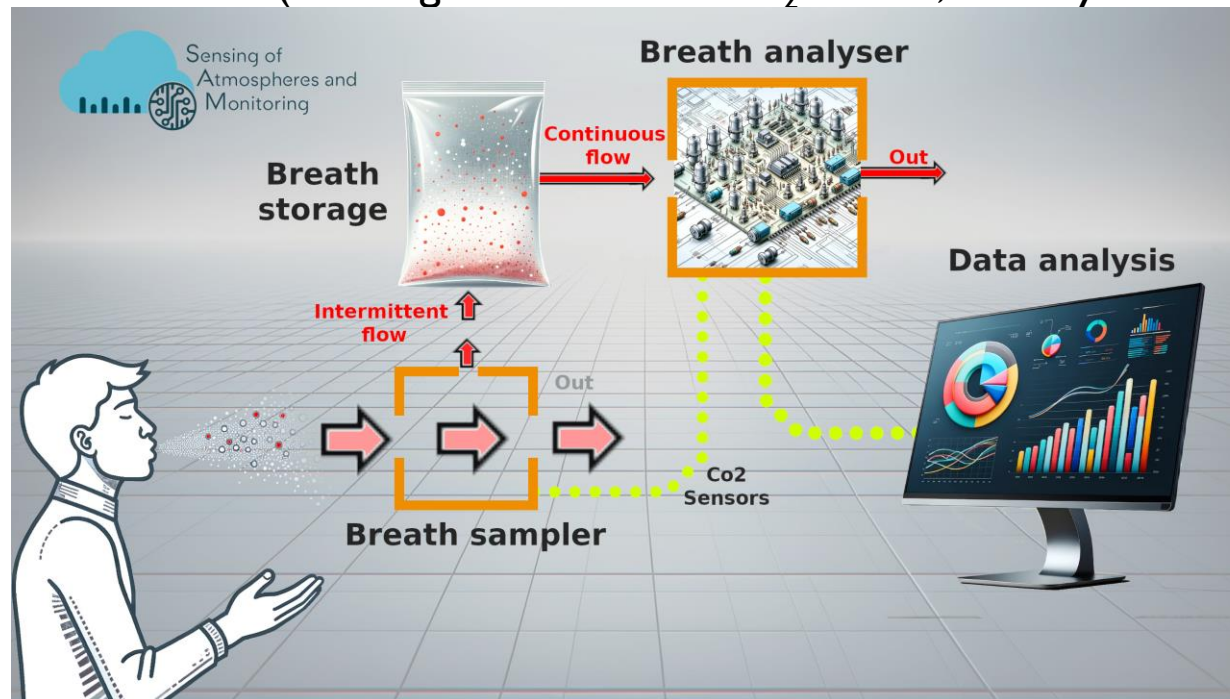 Sensing of
Atmospheres and
Monitoring
Breath analyser
Continuous
flow
Out
Breath
storage
Data analysis
Intermittent
flow
Out
Co2
Sensors
Breath sampler